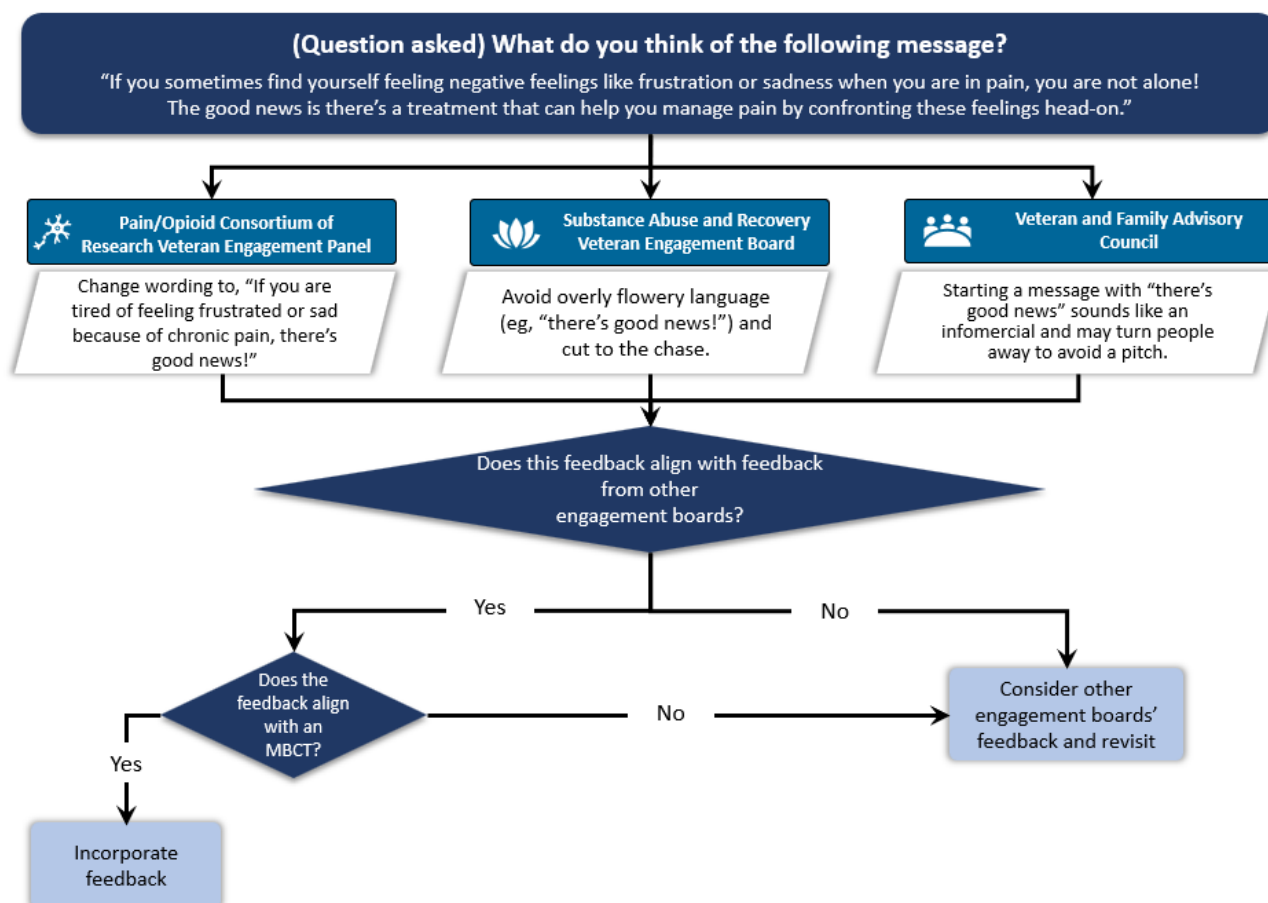 (Question asked) What do you think of the following message?
“If you sometimes find yourself feeling negative feelings like frustration or sadness when you are in pain, you are not alone!
The good news is there’s a treatment that can help you manage pain by confronting these feelings head-on.”
Pain/Opioid Consortium of
Research Veteran Engagement Panel
Change wording to, “If you are
tired of feeling frustrated or sad
because of chronic pain, there’s
good news!”
Substance Abuse and Recovery
Veteran Engagement Board
Avoid overly flowery language
(eg, “there’s good news!”) and
cut to the chase.
Veteran and Family Advisory
Council
Starting a message with “there’s
good news” sounds like an
infomercial and may turn people
away to avoid a pitch.
Does this feedback align with feedback
from other
engagement boards?
Yes
No
Does the
feedback align
with an
MBCT?
No
Consider other
engagement boards’
feedback and revisit
Yes
Incorporate
feedback